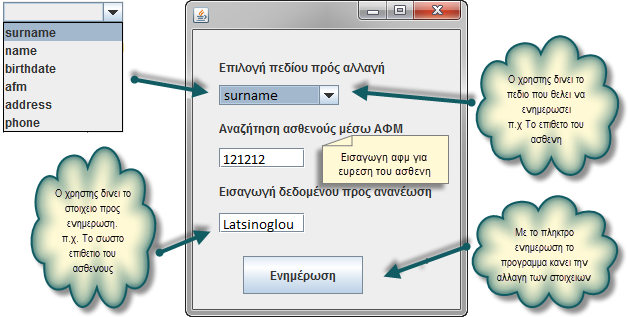 surname
name
birthdate
afm
address
phone
Επιλογή πεδίου πρός αλλαγή
surname
Αναζήτηση ασθενούς μέσω ΑΦΜ
121212
Εισαγωγη αφμ για
ευρεση του ασθενη
Εισαγωγή δεδομένου προς ανανέωση
Latsinoglou
Ενημέρωση
Ο χρηστης δινει το
πεδιο που θελει να
ενημερωσει
π.χ Το επιθετο του
ασθενη
Ο χρηστης δινει το
στοιχειο προς
ενημερωση.
π.χ. Το σωστο
επιθετιο του
ασθενους
Με το πληκτρο
ενημερωση το
προγραμμα κανει την
αλλαγη των στοιχειων